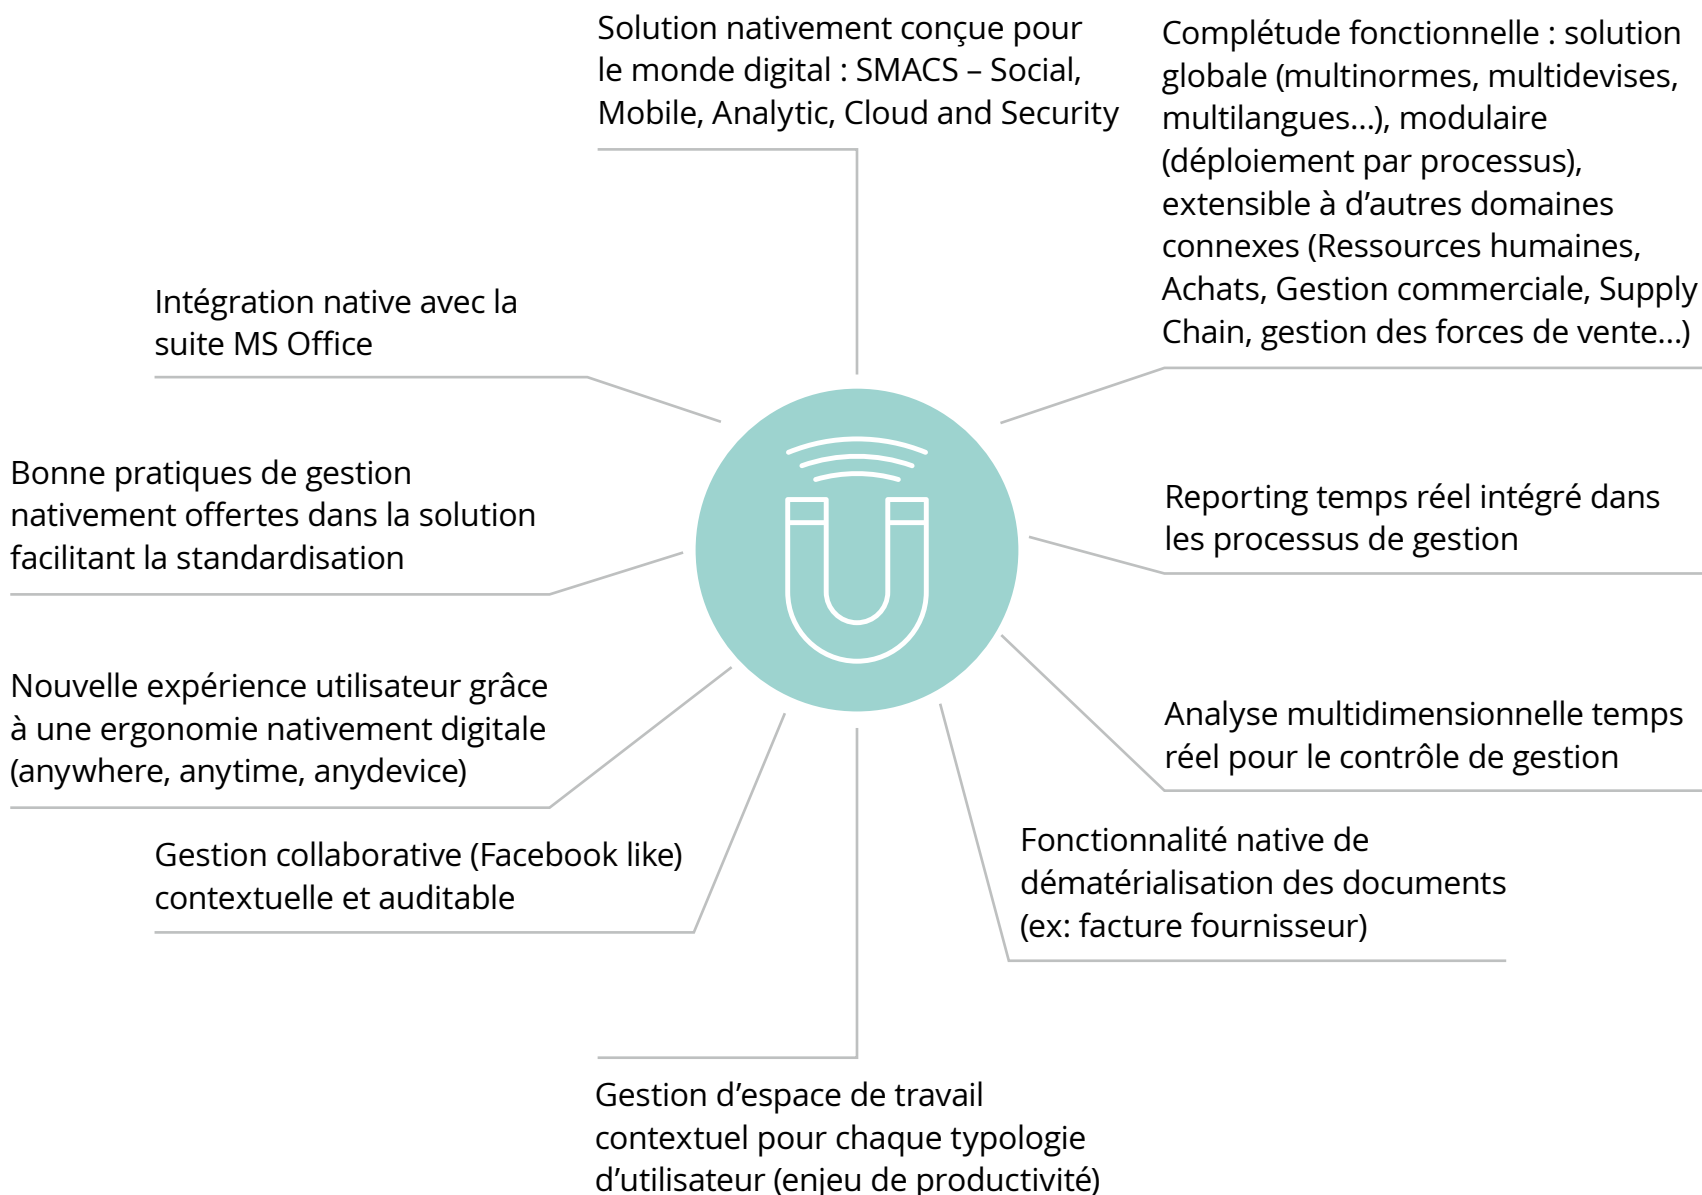 Solution nativement conçue pour
le monde digital : SMACS – Social,
Mobile, Analytic, Cloud and Security
Complétude fonctionnelle : solution
globale (multinormes, multidevises,
multilangues...), modulaire
(déploiement par processus),
extensible à d’autres domaines
connexes (Ressources humaines,
Achats, Gestion commerciale, Supply
Chain, gestion des forces de vente...)
Intégration native avec la
suite MS Office
Bonne pratiques de gestion
nativement offertes dans la solution
facilitant la standardisation
Reporting temps réel intégré dans
les processus de gestion
Nouvelle expérience utilisateur grâce
à une ergonomie nativement digitale
(anywhere, anytime, anydevice)
Analyse multidimensionnelle temps
réel pour le contrôle de gestion
Gestion collaborative (Facebook like)
contextuelle et auditable
Fonctionnalité native de
dématérialisation des documents
(ex: facture fournisseur)
Gestion d’espace de travail
contextuel pour chaque typologie
d’utilisateur (enjeu de productivité)